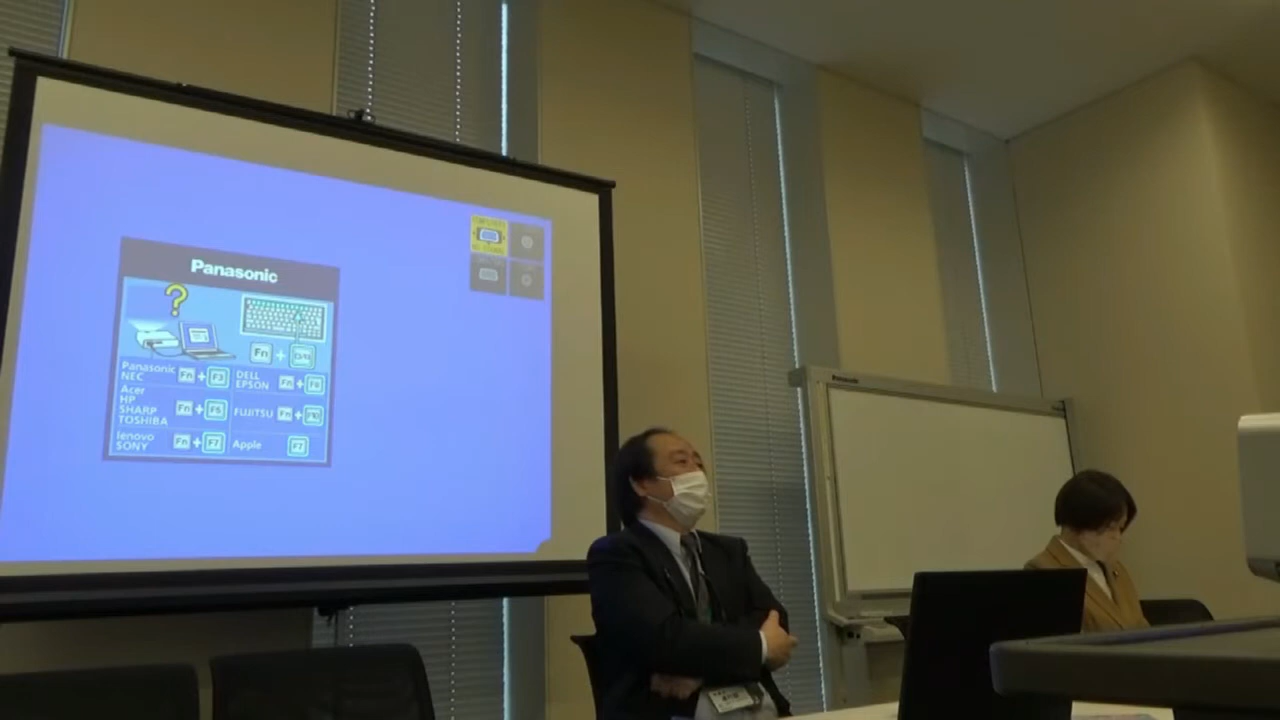 Panasonic
Fn +
Panasonic
NEC
Fn + F3
DELL
EPSON
Fn + F8
Acer
HP
SHARP
TOSHIBA
Fn + F5
FUJITSU
Fn + F10
lenovo
SONY
Fn + F7
Apple
F7
Panasonic